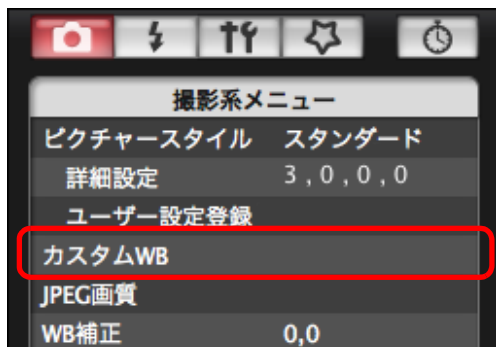 撮影系メニュー
ピクチャースタイル スタンダード
詳細設定 3 , 0 , 0 , 0
ユーザー設定登録
カスタムWB
JPEG画質
WB補正 0,0